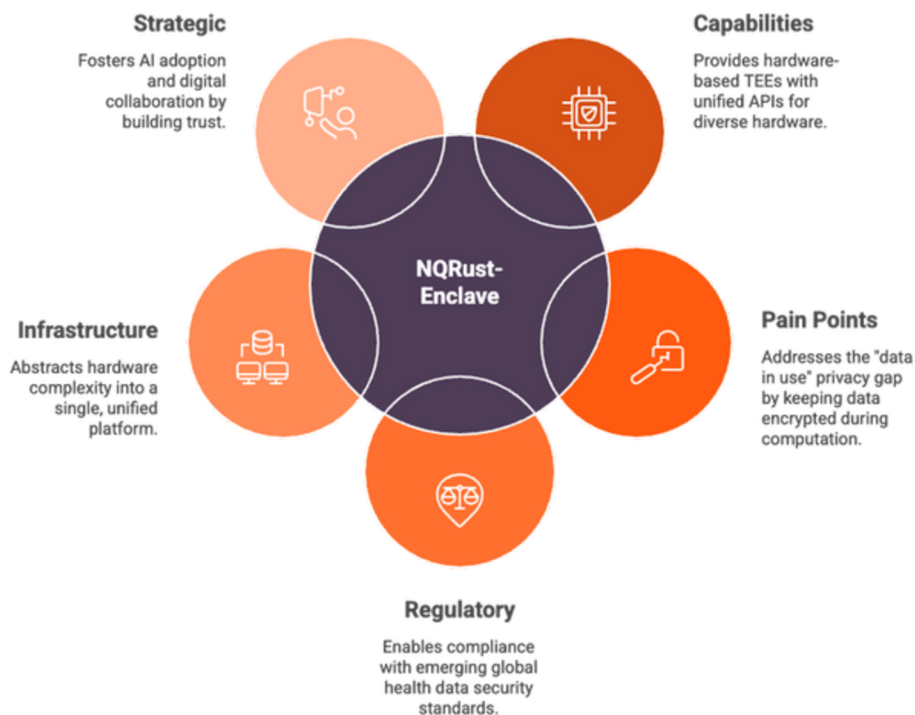 Strategic
Fosters AI adoption
and digital
collaboration by
building trust.
Capabilities
Provides hardware-
based TEEs with
unified APIs for
diverse hardware.
NQRust-
Enclave
Infrastructure
Abstracts hardware
complexity into a
single, unified
platform.
Pain Points
Addresses the "data
in use" privacy gap
by keeping data
encrypted during
computation.
Regulatory
Enables compliance
with emerging global
health data security
standards.